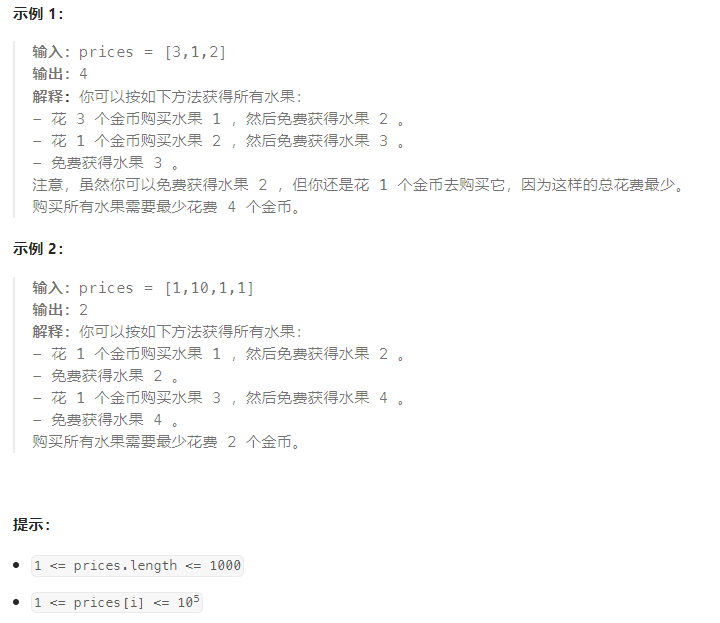 示例 1：
输入：prices = [3,1,2]
输出：4
解释：你可以按如下方法获得所有水果：
- 花 3 个金币购买水果 1 ，然后免费获得水果 2 。
- 花 1 个金币购买水果 2 ，然后免费获得水果 3 。
- 免费获得水果 3 。
注意，虽然你可以免费获得水果 2 ，但你还是花 1 个金币去购买它，因为这样的总花费最少。
购买所有水果需要最少花费 4 个金币。
示例 2：
输入：prices = [1,10,1,1]
输出：2
解释：你可以按如下方法获得所有水果：
- 花 1 个金币购买水果 1 ，然后免费获得水果 2 。
- 免费获得水果 2 。
- 花 1 个金币购买水果 3 ，然后免费获得水果 4 。
- 免费获得水果 4 。
购买所有水果需要最少花费 2 个金币。
提示：
• 1 <= prices.length <= 1000
• 1 <= prices[i] <= 10⁵